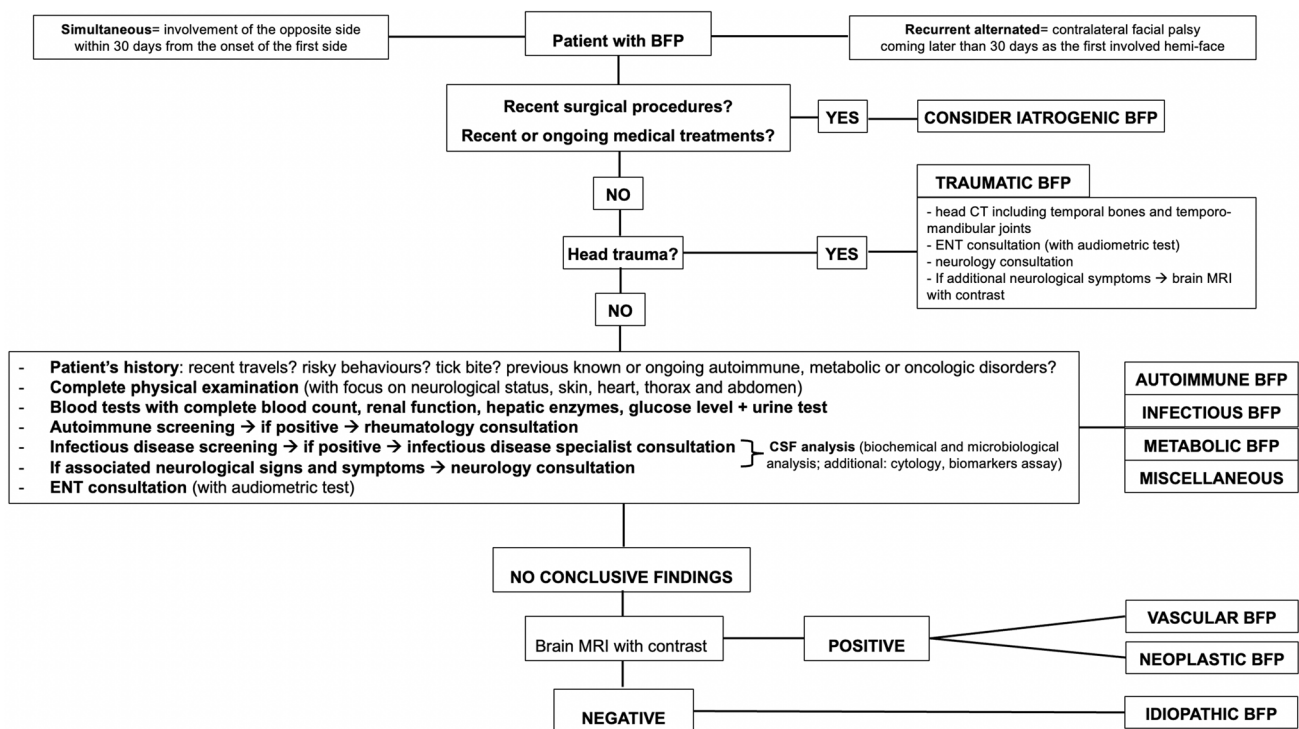 Simultaneous= involvement of the opposite side
within 30 days from the onset of the first side
Patient with BFP
Recurrent alternated= contralateral facial palsy
coming later than 30 days as the first involved hemi-face
Recent surgical procedures?
Recent or ongoing medical treatments?
YES
CONSIDER IATROGENIC BFP
NO
TRAUMATIC BFP
- head CT including temporal bones and temporo-
mandibular joints
- ENT consultation (with audiometric test)
- neurology consultation
- If additional neurological symptoms → brain MRI
with contrast
Head trauma?
YES
NO
- Patient's history: recent travels? risky behaviours? tick bite? previous known or ongoing autoimmune, metabolic or oncologic disorders?
- Complete physical examination (with focus on neurological status, skin, heart, thorax and abdomen)
- Blood tests with complete blood count, renal function, hepatic enzymes, glucose level + urine test
- Autoimmune screening → if positive → rheumatology consultation
- Infectious disease screening → if positive → infectious disease specialist consultation
- If associated neurological signs and symptoms → neurology consultation
CSF analysis (biochemical and microbiological
analysis; additional: cytology, biomarkers assay)
- ENT consultation (with audiometric test)
AUTOIMMUNE BFP
INFECTIOUS BFP
METABOLIC BFP
MISCELLANEOUS
NO CONCLUSIVE FINDINGS
Brain MRI with contrast
POSITIVE
VASCULAR BFP
NEOPLASTIC BFP
NEGATIVE
IDIOPATHIC BFP